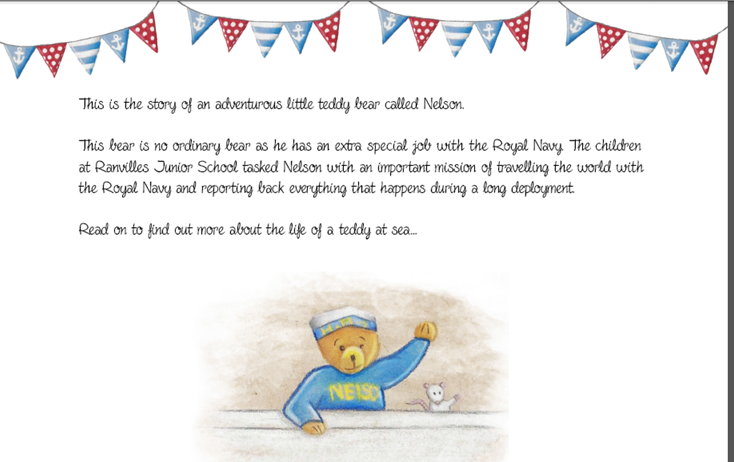 This is the story of an adventurous little teddy bear called Nelson.
This bear is no ordinary bear as he has an extra special job with the Royal Navy. The children
at Ranvilles Junior School tasked Nelson with an important mission of travelling the world with
the Royal Navy and reporting back everything that happens during a long deployment.
Read on to find out more about the life of a teddy at sea...
NELSO